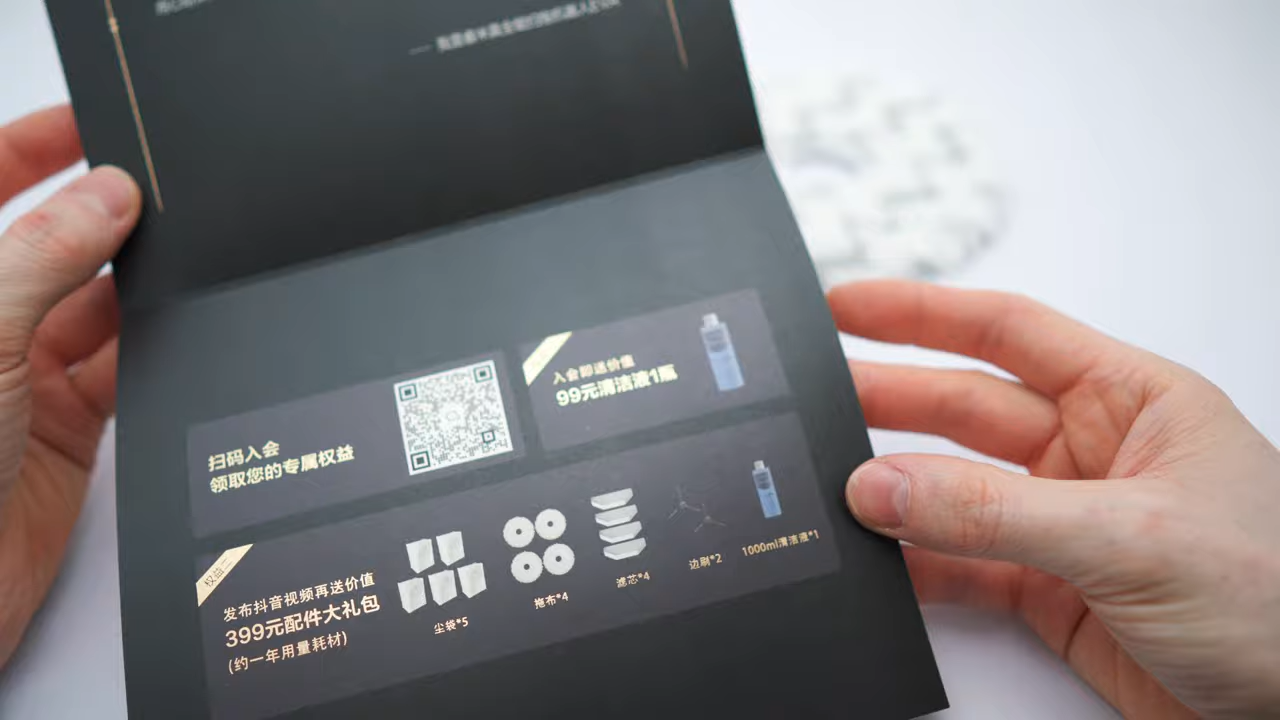 扫码入会
领取您的专属权益
入会即送价值
99元清洁液1瓶
权益二
发布抖音视频再送价值
399元配件大礼包
(约一年用量耗材)
尘袋*5
拖布*4
滤芯*4
边刷*2
1000ml清洁液*1